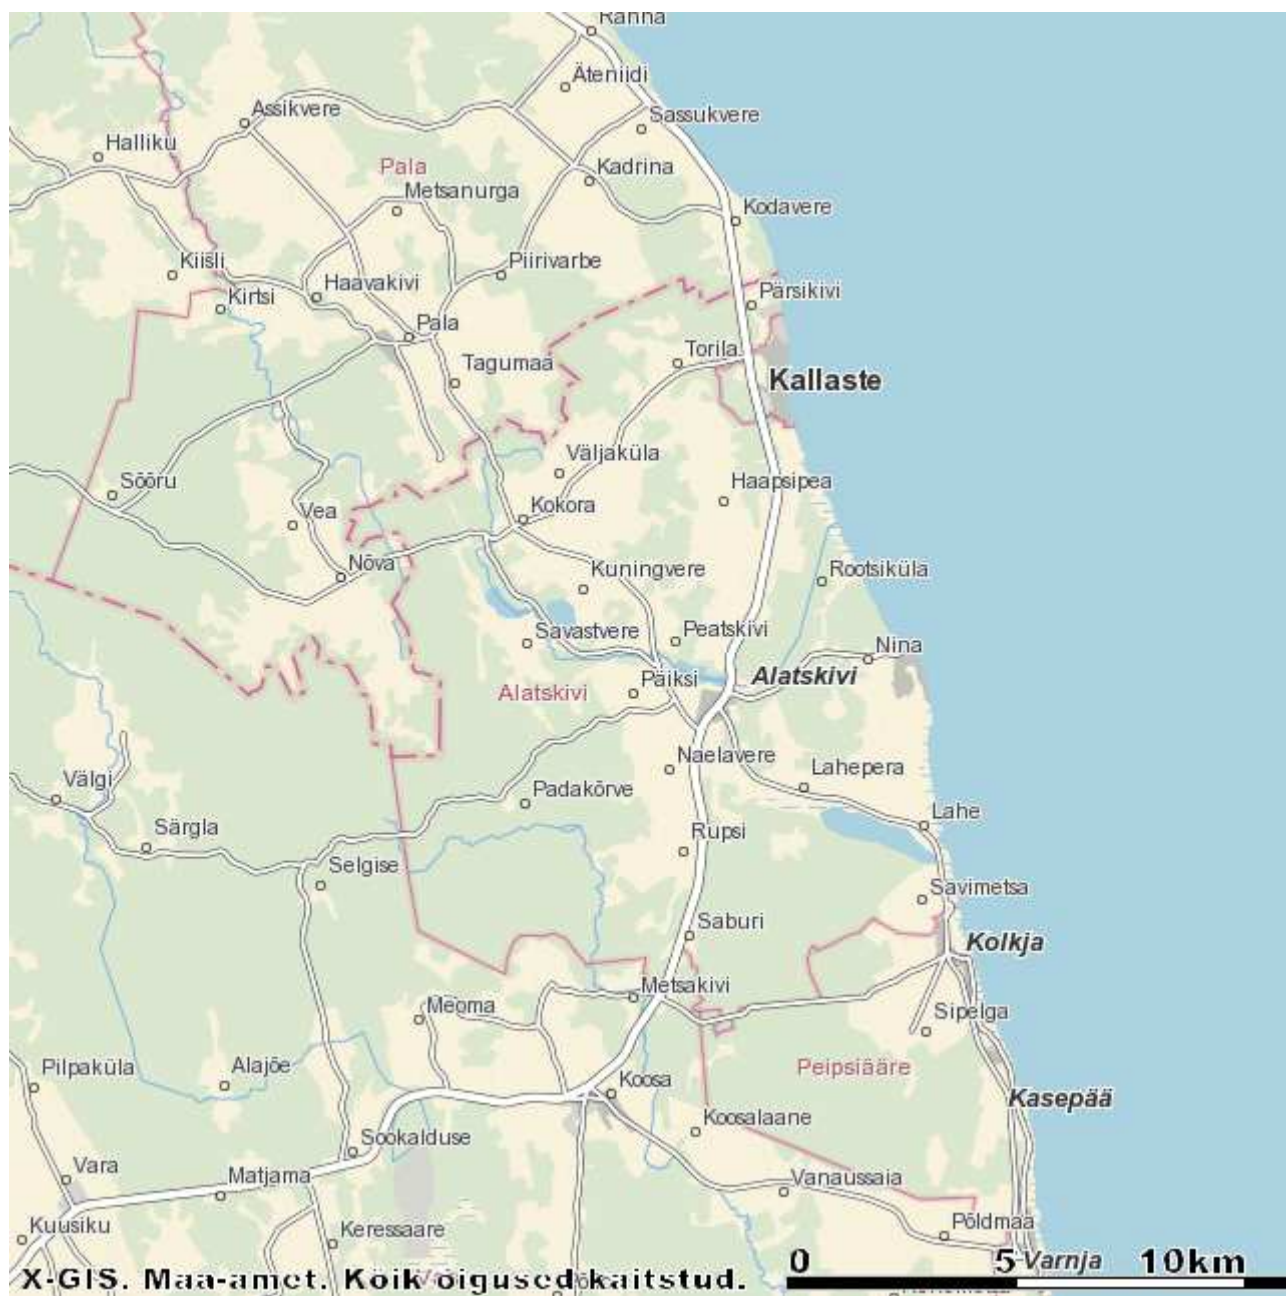 Ranna
Äteniidi
Assikvere
Sassukvere
Halliku
Pala
Kadrina
Metsanurga
Kodavere
Kiisli
Piirivarbe
Haavakivi
Kirtsi
Pärsikivi
Pala
Torila
Tagumaa
Kallaste
Väljaküla
Sõõru
Haapsipea
Vea
Kokora
Nõva
Kuningvere
Rootsiküla
Savastvere
Peatskivi
Nina
Alatskivi
Päiksi
Alatskivi
Naelavere
Lahepera
Välgi
Padakõrve
Särgla
Lahe
Rupsi
Selgise
Savimetsa
Saburi
Kolkja
Metsakivi
Meoma
Sipelga
Pilpaküla
Alajõe
Koosa
Peipsiääre
Kasepää
Koosalaane
Sookalduse
Vara
Matjama
Vanaussaia
Kuusiku
Keressaare
Põldmaa
Varnja
0 5 10km
X-GIS. Maa-amet. Kõik õigused kaitstud.